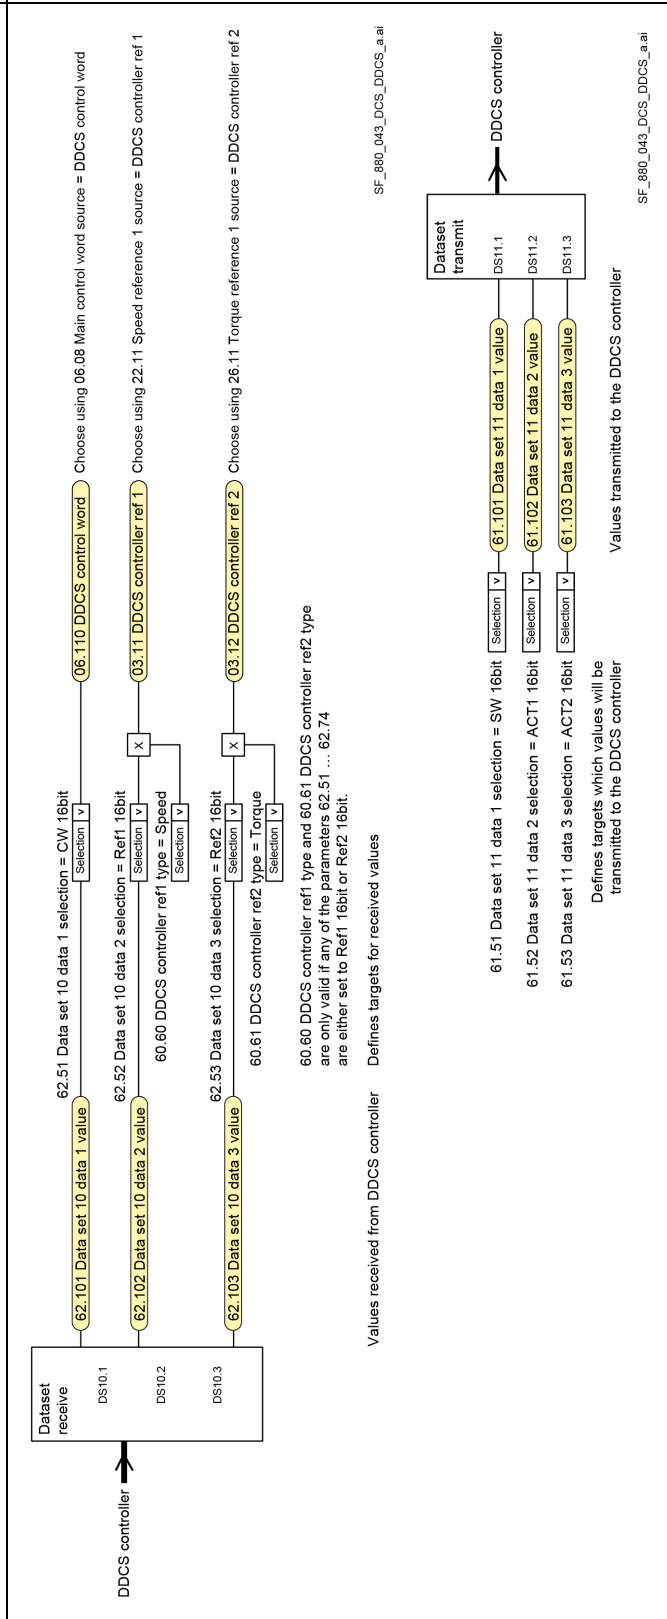 DDCS controller
Dataset
receive
DS10.1
DS10.2
DS10.3
62.101 Data set 10 data 1 value
62.51 Data set 10 data 1 selection = CW 16bit
Selection v
06.110 DDCS control word
Choose using 06.08 Main control word source = DDCS control word
62.102 Data set 10 data 2 value
62.52 Data set 10 data 2 selection = Ref1 16bit
Selection v
X
03.11 DDCS controller ref 1
Choose using 22.11 Speed reference 1 source = DDCS controller ref 1
60.60 DDCS controller ref1 type = Speed
Selection v
62.103 Data set 10 data 3 value
62.53 Data set 10 data 3 selection = Ref2 16bit
Selection v
X
03.12 DDCS controller ref 2
Choose using 26.11 Torque reference 1 source = DDCS controller ref 2
60.61 DDCS controller ref2 type = Torque
Selection v
60.60 DDCS controller ref1 type and 60.61 DDCS controller ref2 type
are only valid if any of the parameters 62.51 ... 62.74
are either set to Ref1 16bit or Ref2 16bit.
Values received from DDCS controller
Defines targets for received values
SF_880_043_DCS_DDCS_a.ai
61.51 Data set 11 data 1 selection = SW 16bit
Selection v
61.101 Data set 11 data 1 value
61.52 Data set 11 data 2 selection = ACT1 16bit
Selection v
61.102 Data set 11 data 2 value
61.53 Data set 11 data 3 selection = ACT2 16bit
Selection v
61.103 Data set 11 data 3 value
Dataset
transmit
DS11.1
DS11.2
DS11.3
DDCS controller
Defines targets which values will be
transmitted to the DDCS controller
Values transmitted to the DDCS controller
SF_880_043_DCS_DDCS_a.ai